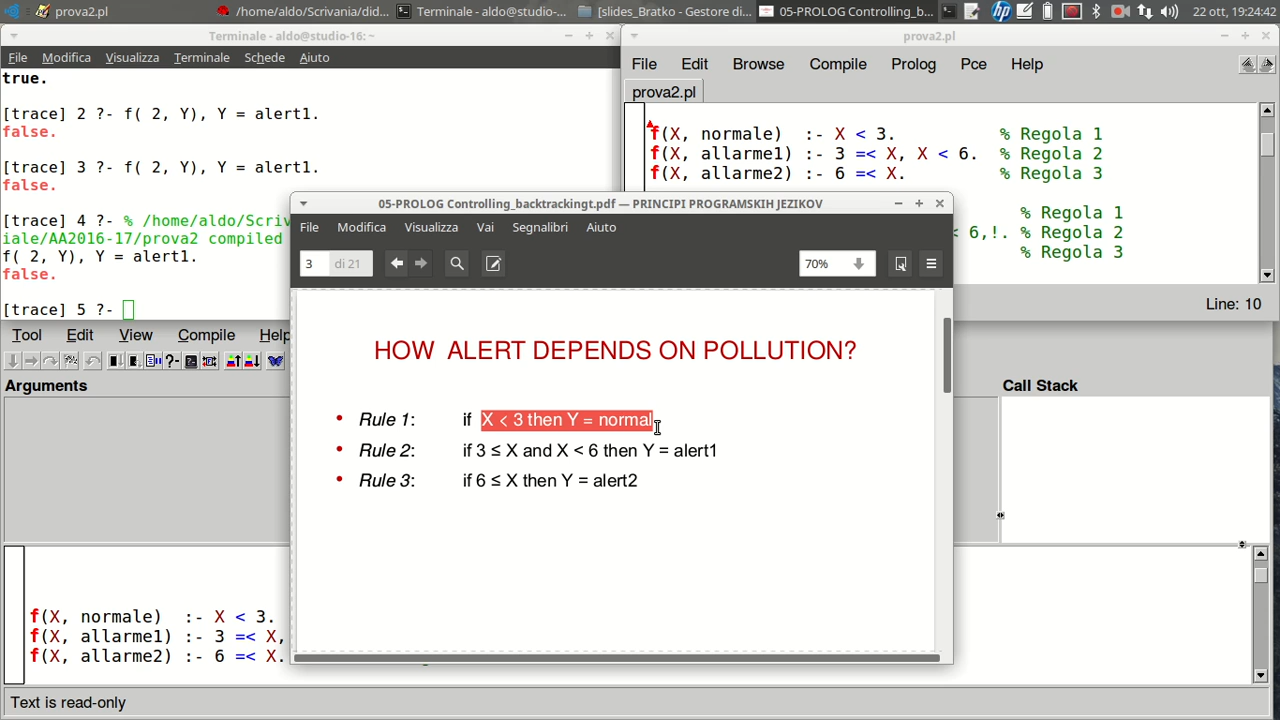 prova2.pl
/home/aldo/Scrivania/did...
Terminale - aldo@studio-...
[slides_Bratko - Gestore di...
05-PROLOG Controlling_b...
22 ott, 19:24:42
Terminale - aldo@studio-16: ~
File Modifica Visualizza Terminale Schede Aiuto
true.
[trace] 2 ?- f( 2, Y), Y = alert1.
false.
[trace] 3 ?- f( 2, Y), Y = alert1.
false.
[trace] 4 ?- % /home/aldo/Scriv
iale/AA2016-17/prova2 compiled
f( 2, Y), Y = alert1.
false.
[trace] 5 ?-
prova2.pl
File Edit Browse Compile Prolog Pce Help
prova2.pl
f(X, normale) :- X < 3. % Regola 1
f(X, allarme1) :- 3 =< X, X < 6. % Regola 2
f(X, allarme2) :- 6 =< X. % Regola 3
% Regola 1
< 6,!. % Regola 2
% Regola 3
Line: 10
05-PROLOG Controlling_backtrackingt.pdf — PRINCIPI PROGRAMSKIH JEZIKOV
File Modifica Visualizza Vai Segnalibri Aiuto
3 di 21 70%
HOW ALERT DEPENDS ON POLLUTION?
• Rule 1: if X < 3 then Y = normal
• Rule 2: if 3 ≤ X and X < 6 then Y = alert1
• Rule 3: if 6 ≤ X then Y = alert2
Tool Edit View Compile Help
Arguments
Call Stack
f(X, normale) :- X < 3.
f(X, allarme1) :- 3 =< X,
f(X, allarme2) :- 6 =< X.
Text is read-only